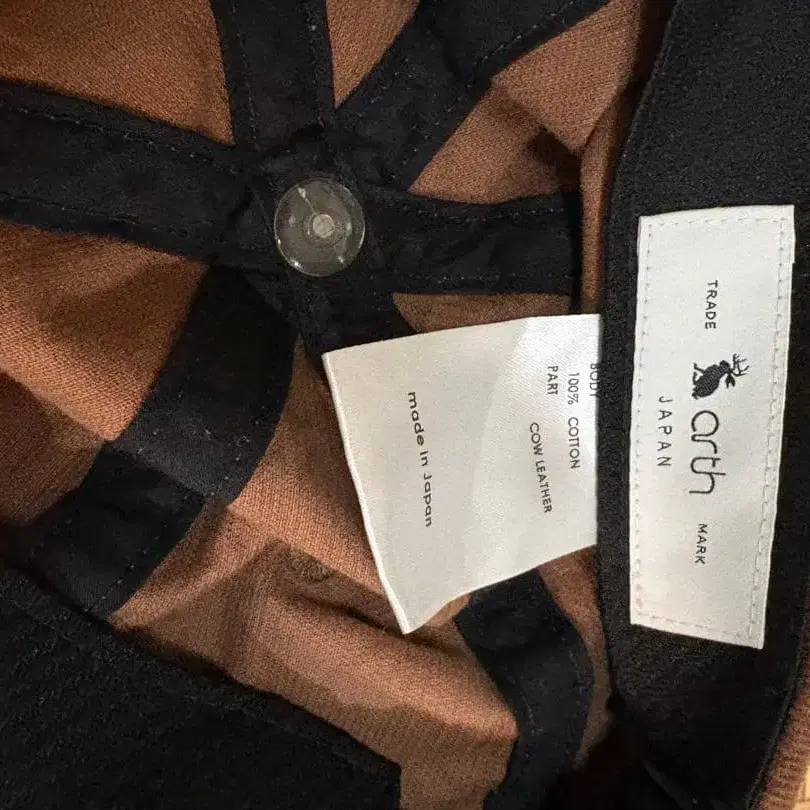 TRADE arth MARK
JAPAN
BODY
100% COTTON
PART
COW LEATHER
made in Japan